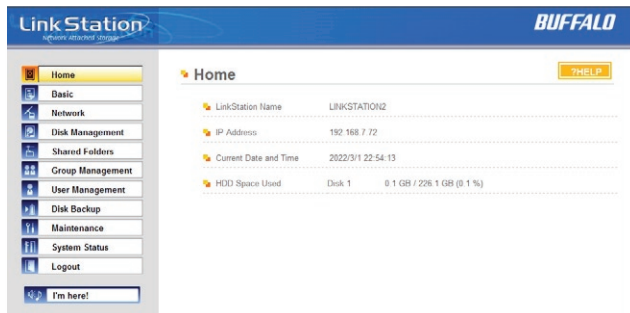 LinkStation
network attached storage
BUFFALO
Home
Basic
Network
Disk Management
Shared Folders
Group Management
User Management
Disk Backup
Maintenance
System Status
Logout
I'm here!
Home
?HELP
LinkStation Name LINKSTATION2
IP Address 192.168.7.72
Current Date and Time 2022/3/1 22:54:13
HDD Space Used Disk 1 0.1 GB / 226.1 GB (0.1 %)